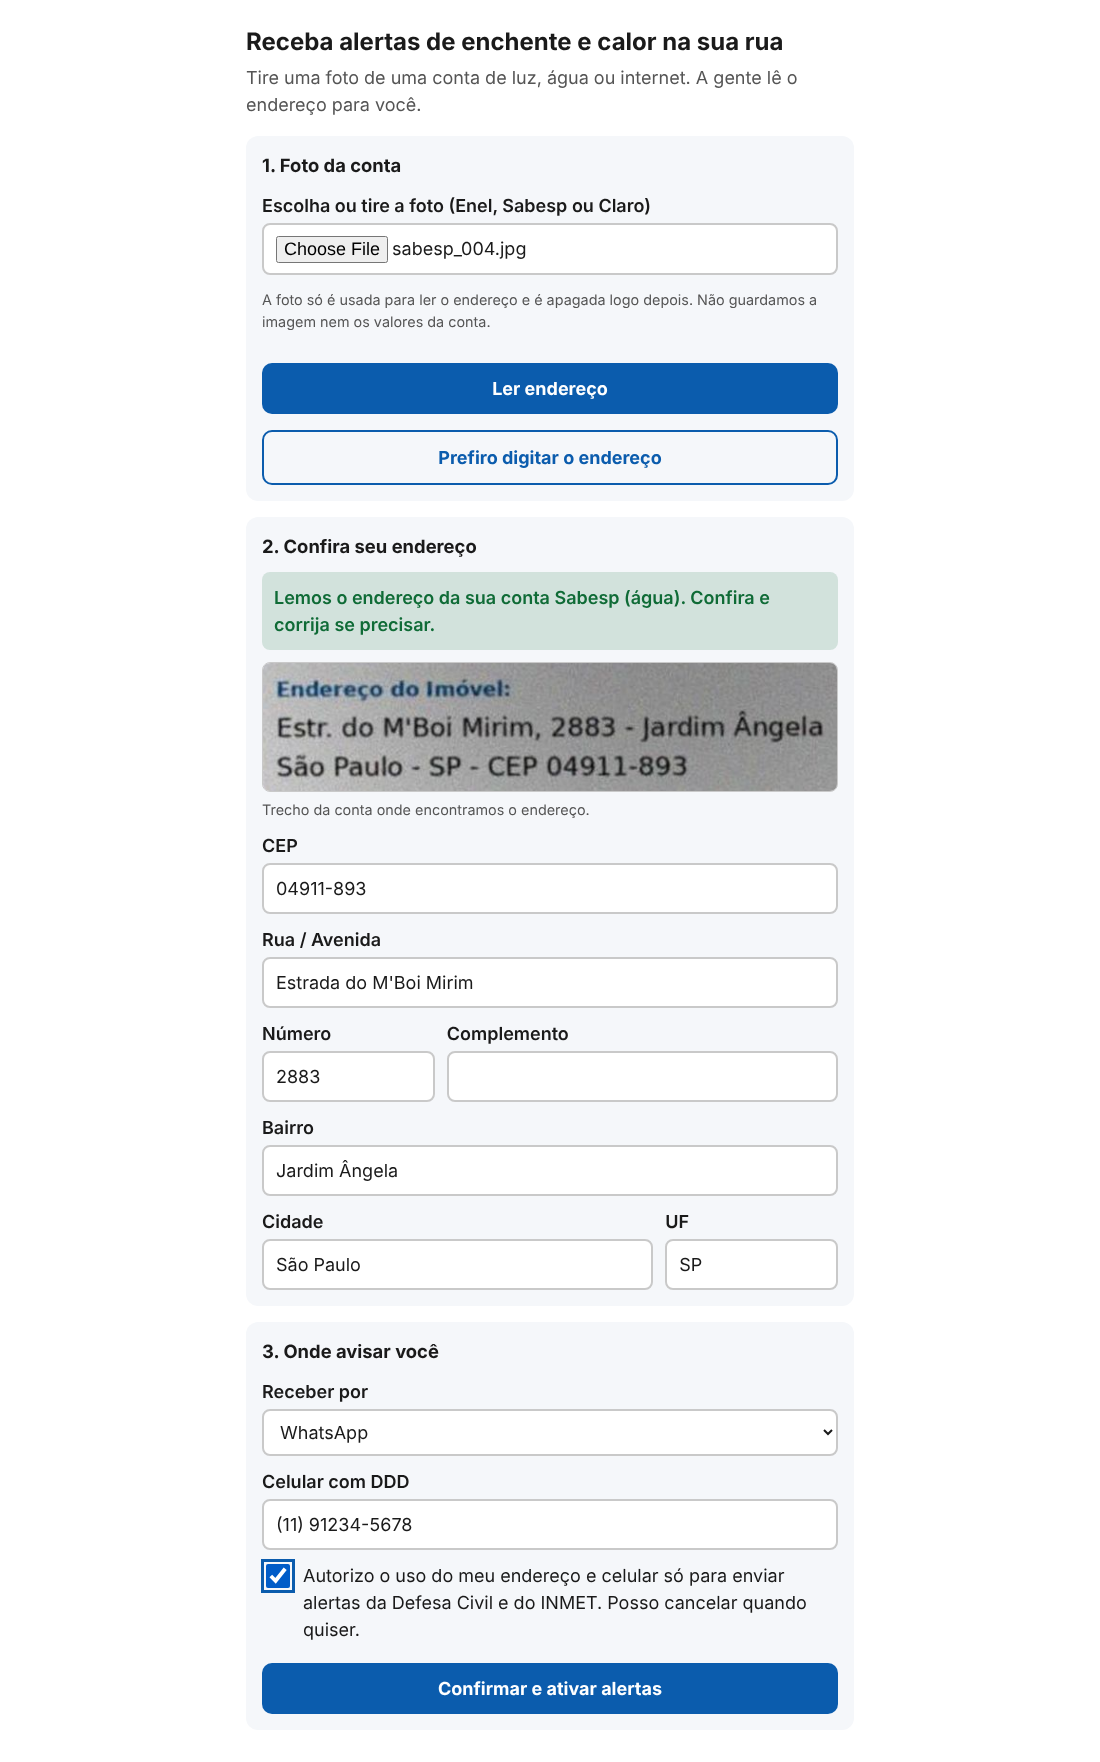 Receba alertas de enchente e calor na sua rua
Tire uma foto de uma conta de luz, água ou internet. A gente lê o
endereço para você.
1. Foto da conta
Escolha ou tire a foto (Enel, Sabesp ou Claro)
Choose File sabesp_004.jpg
A foto só é usada para ler o endereço e é apagada logo depois. Não guardamos a
imagem nem os valores da conta.
Ler endereço
Prefiro digitar o endereço
2. Confira seu endereço
Lemos o endereço da sua conta Sabesp (água). Confira e
corrija se precisar.
Endereço do Imóvel:
Estr. do M'Boi Mirim, 2883 - Jardim Ângela
São Paulo - SP - CEP 04911-893
Trecho da conta onde encontramos o endereço.
CEP
04911-893
Rua / Avenida
Estrada do M'Boi Mirim
Número Complemento
2883
Bairro
Jardim Ângela
Cidade UF
São Paulo SP
3. Onde avisar você
Receber por
WhatsApp
Celular com DDD
(11) 91234-5678
Autorizo o uso do meu endereço e celular só para enviar
alertas da Defesa Civil e do INMET. Posso cancelar quando
quiser.
Confirmar e ativar alertas